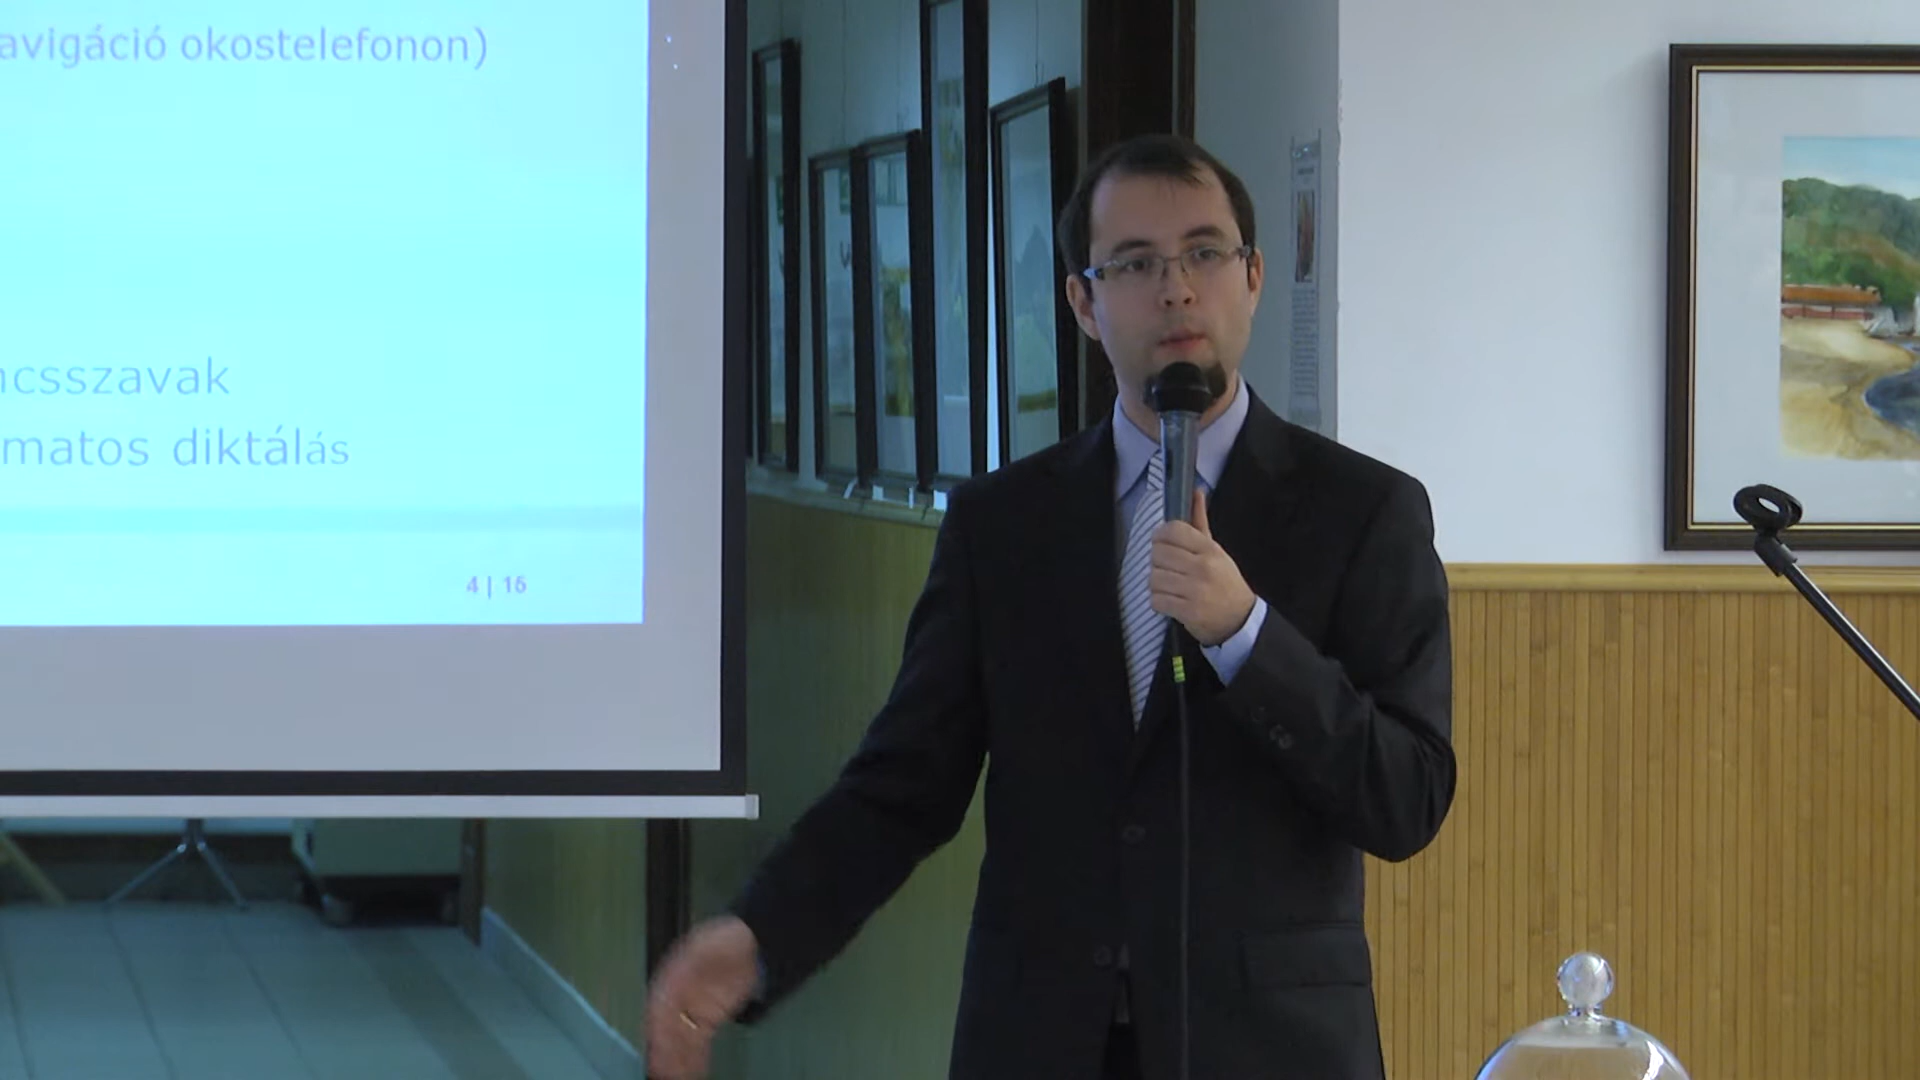 avigáció okostelefonon)
ncsszavak
matos diktálás
4 | 15